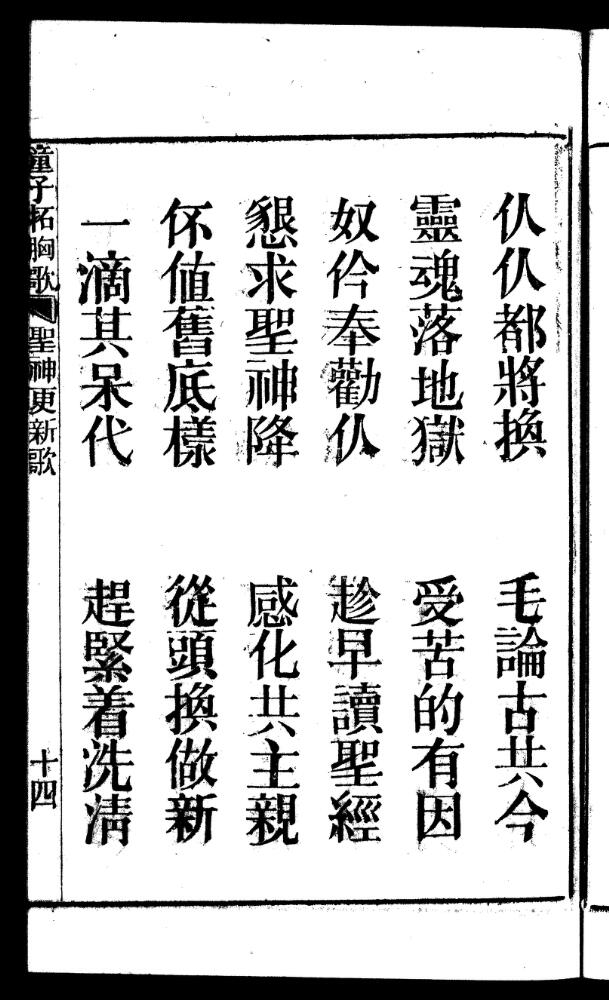 仈仈都將換　毛論古共今
靈魂落地獄　受苦的有因
奴伶奉勸仈　趁早讀聖經
懇求聖神降　感化共主親
伓值舊底樣　從頭換做新
一滴其呆代　趕緊着洗清
童子拓胸歌　聖神更新歌　十四